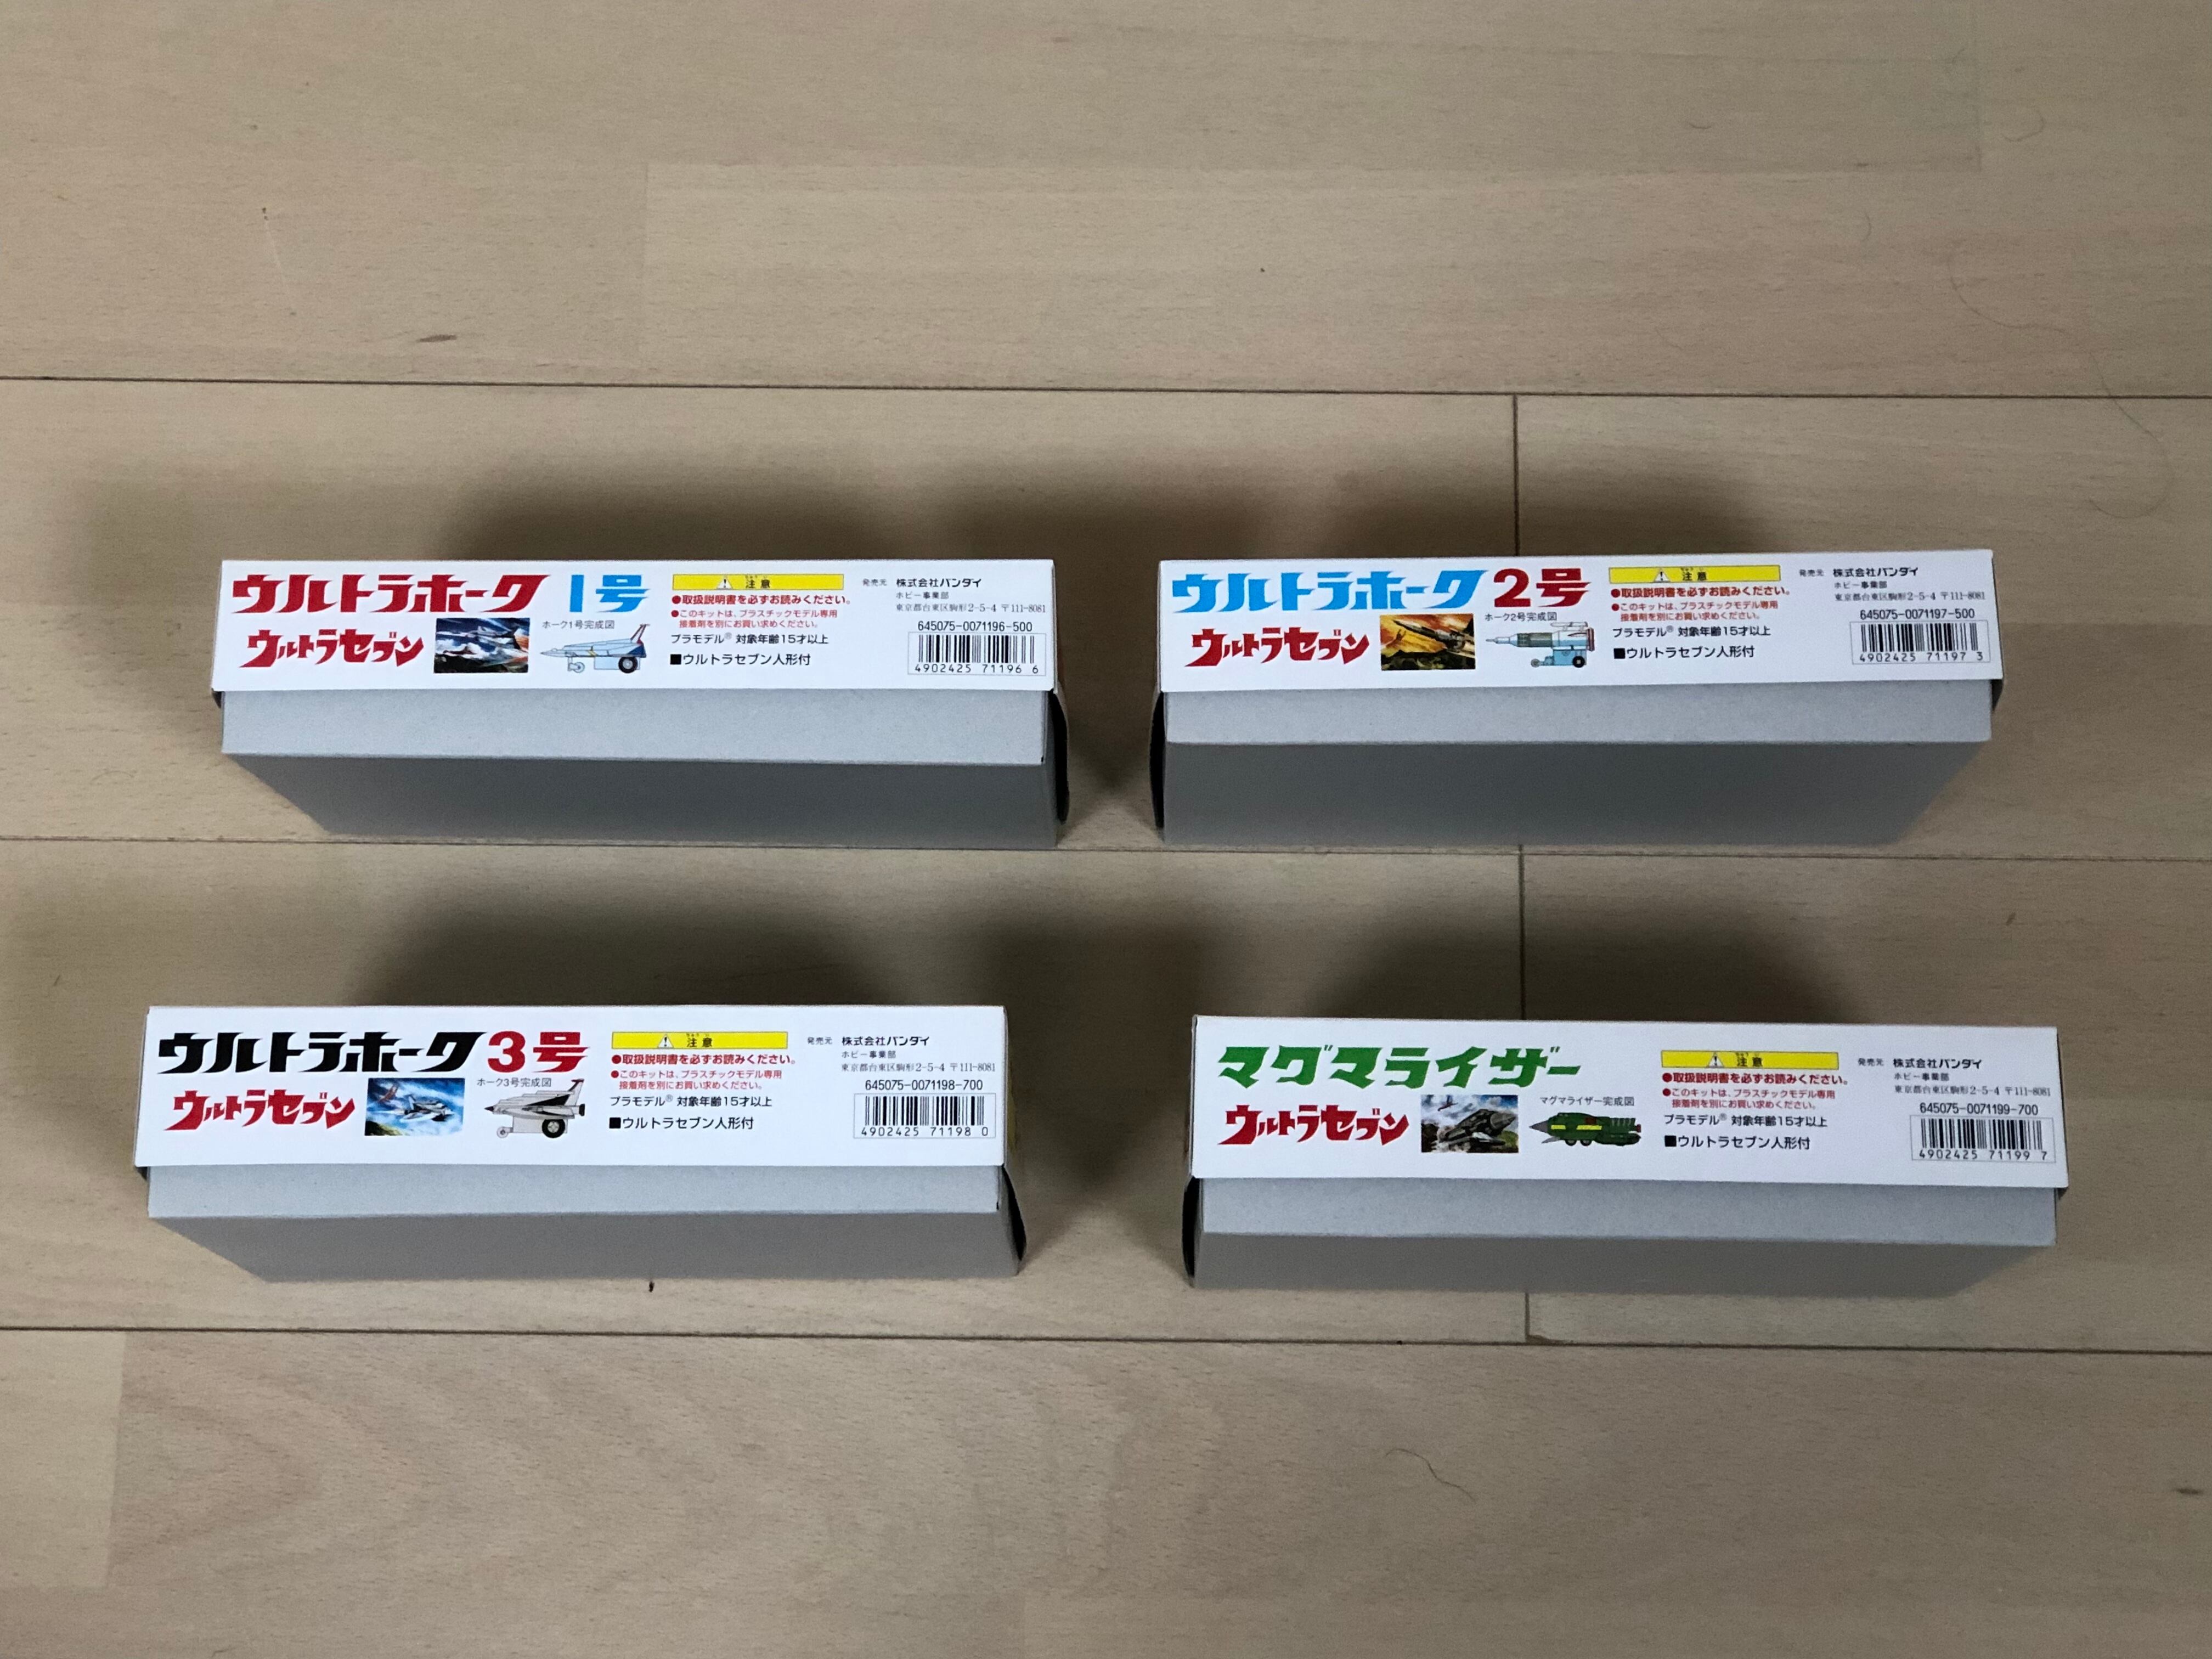 ウルトラホーク1号
ウルトラセブン
ホーク1号完成図
注意
●取扱説明書を必ずお読みください。
●このキットは、プラスチックモデル専用
接着剤を別にお買い求めください。
プラモデル® 対象年齢15才以上
■ウルトラセブン人形付
発売元 株式会社バンダイ
ホビー事業部
東京都台東区駒形2-5-4 〒111-8081
645075-0071196-500
4902425 71196 6
ウルトラホーク2号
ウルトラセブン
ホーク2号完成図
注意
●取扱説明書を必ずお読みください。
●このキットは、プラスチックモデル専用
接着剤を別にお買い求めください。
プラモデル® 対象年齢15才以上
■ウルトラセブン人形付
発売元 株式会社バンダイ
ホビー事業部
東京都台東区駒形2-5-4 〒111-8081
645075-0071197-500
4902425 71197 3
ウルトラホーク3号
ウルトラセブン
ホーク3号完成図
注意
●取扱説明書を必ずお読みください。
●このキットは、プラスチックモデル専用
接着剤を別にお買い求めください。
プラモデル® 対象年齢15才以上
■ウルトラセブン人形付
発売元 株式会社バンダイ
ホビー事業部
東京都台東区駒形2-5-4 〒111-8081
645075-0071198-700
4902425 71198 0
マグマライザー
ウルトラセブン
マグマライザー完成図
注意
●取扱説明書を必ずお読みください。
●このキットは、プラスチックモデル専用
接着剤を別にお買い求めください。
プラモデル® 対象年齢15才以上
■ウルトラセブン人形付
発売元 株式会社バンダイ
ホビー事業部
東京都台東区駒形2-5-4 〒111-8081
645075-0071199-700
4902425 71199 7